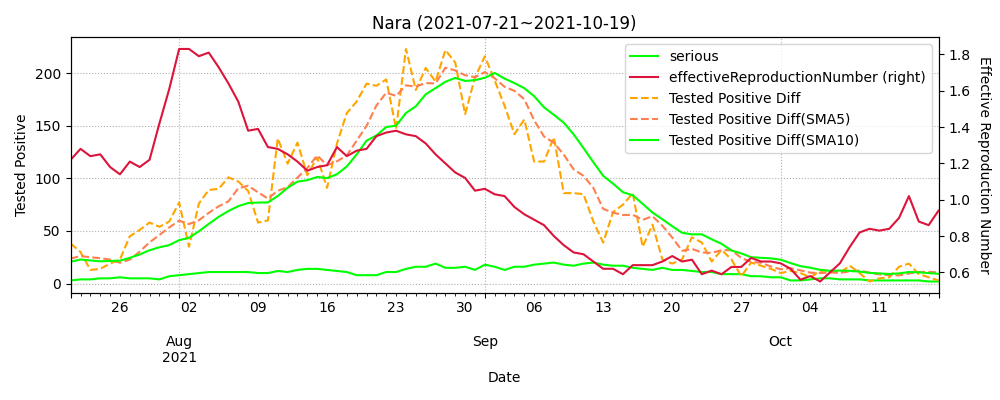 Nara (2021-07-21~2021-10-19)
Tested Positive
200
150
100
50
0
1.8
1.6
1.4
1.2
1.0
0.8
0.6
Effective Reproduction Number
serious
effectiveReproductionNumber (right)
Tested Positive Diff
Tested Positive Diff(SMA5)
Tested Positive Diff(SMA10)
26 02 09 16 23 30 06 13 20 27 04 11
Aug Sep Oct
2021
Date